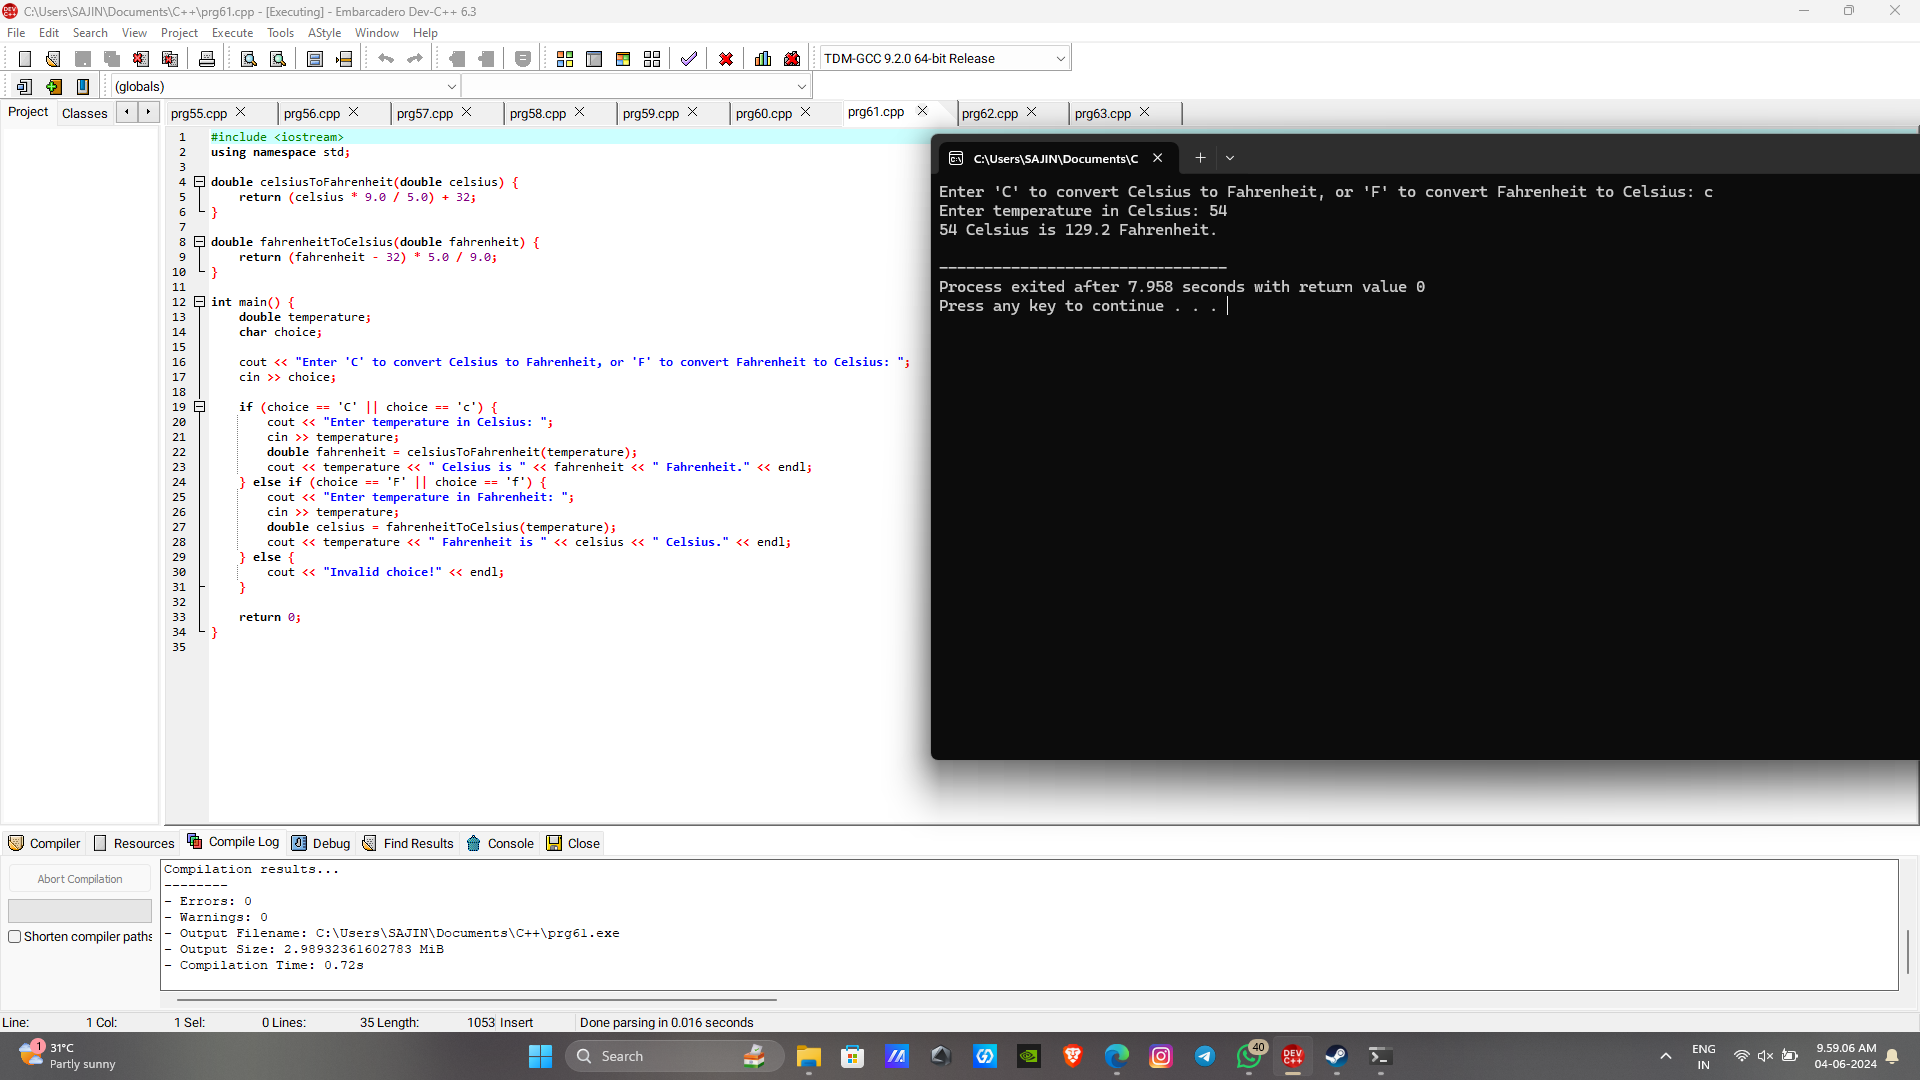 C:\Users\SAJIN\Documents\C++\prg61.cpp - [Executing] - Embarcadero Dev-C++ 6.3
File Edit Search View Project Execute Tools AStyle Window Help
TDM-GCC 9.2.0 64-bit Release
(globals)
Project Classes prg55.cpp prg56.cpp prg57.cpp prg58.cpp prg59.cpp prg60.cpp prg61.cpp prg62.cpp prg63.cpp
1 #include <iostream>
2 using namespace std;
3
4 double celsiusToFahrenheit(double celsius) {
5     return (celsius * 9.0 / 5.0) + 32;
6 }
7
8 double fahrenheitToCelsius(double fahrenheit) {
9     return (fahrenheit - 32) * 5.0 / 9.0;
10 }
11
12 int main() {
13     double temperature;
14     char choice;
15
16     cout << "Enter 'C' to convert Celsius to Fahrenheit, or 'F' to convert Fahrenheit to Celsius: ";
17     cin >> choice;
18
19     if (choice == 'C' || choice == 'c') {
20         cout << "Enter temperature in Celsius: ";
21         cin >> temperature;
22         double fahrenheit = celsiusToFahrenheit(temperature);
23         cout << temperature << " Celsius is " << fahrenheit << " Fahrenheit." << endl;
24     } else if (choice == 'F' || choice == 'f') {
25         cout << "Enter temperature in Fahrenheit: ";
26         cin >> temperature;
27         double celsius = fahrenheitToCelsius(temperature);
28         cout << temperature << " Fahrenheit is " << celsius << " Celsius." << endl;
29     } else {
30         cout << "Invalid choice!" << endl;
31     }
32
33     return 0;
34 }
35
C:\Users\SAJIN\Documents\C
Enter 'C' to convert Celsius to Fahrenheit, or 'F' to convert Fahrenheit to Celsius: c
Enter temperature in Celsius: 54
54 Celsius is 129.2 Fahrenheit.
--------------------------------
Process exited after 7.958 seconds with return value 0
Press any key to continue . . .
Compiler Resources Compile Log Debug Find Results Console Close
Abort Compilation
Shorten compiler paths
Compilation results...
--------
- Errors: 0
- Warnings: 0
- Output Filename: C:\Users\SAJIN\Documents\C++\prg61.exe
- Output Size: 2.98932361602783 MiB
- Compilation Time: 0.72s
Line: 1 Col: 1 Sel: 0 Lines: 35 Length: 1053 Insert Done parsing in 0.016 seconds
1
31°C
Partly sunny
Search
40
DEV C++
ENG
IN
9.59.06 AM
04-06-2024